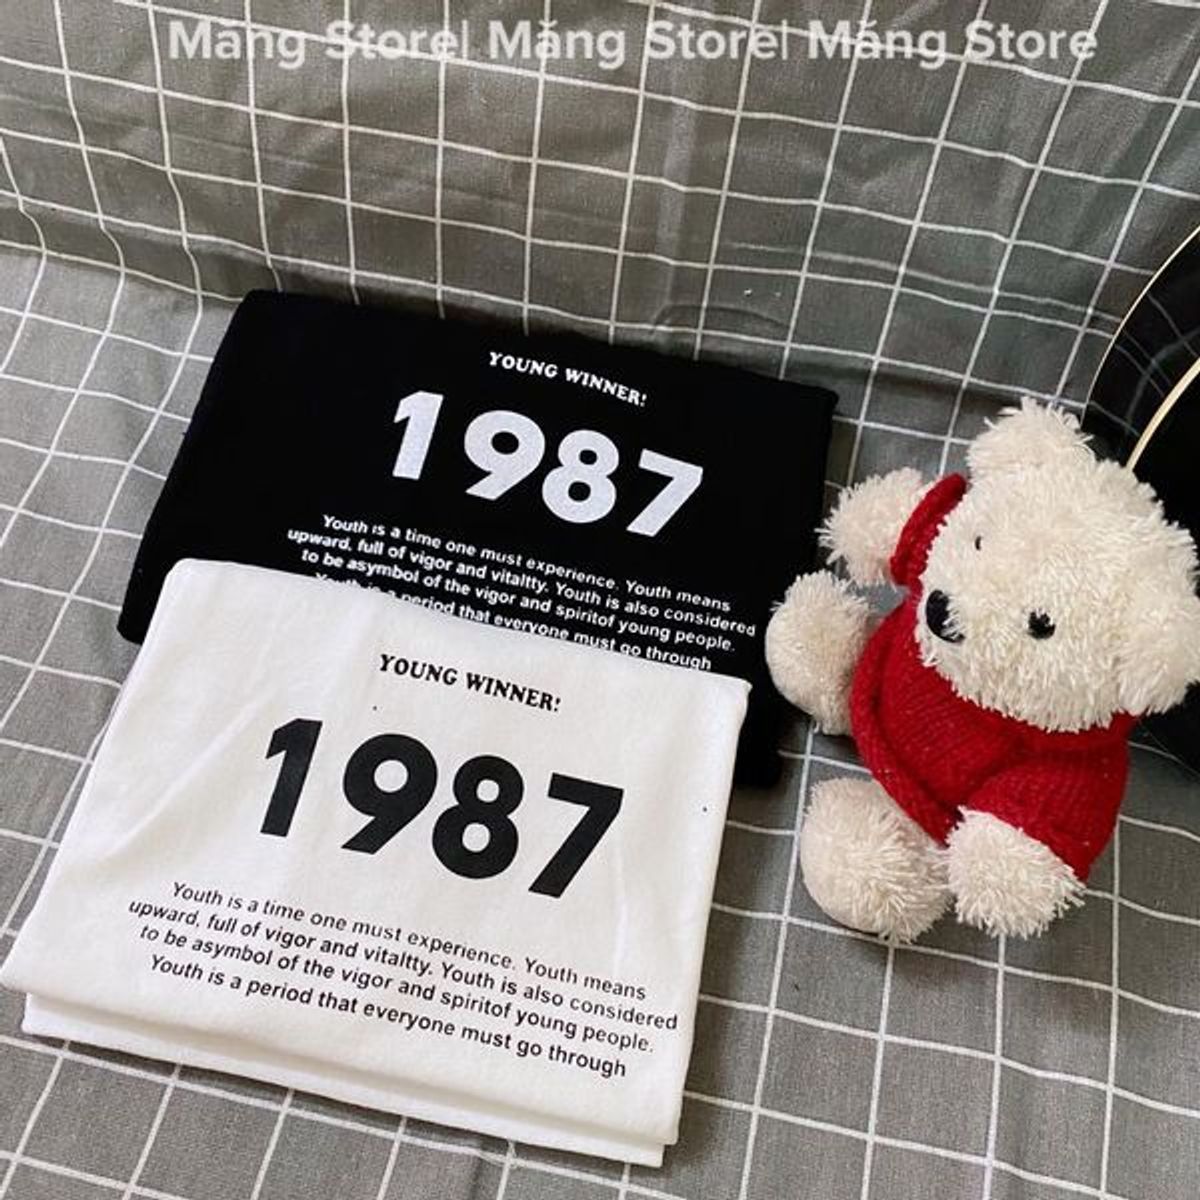 Măng Store| Măng Store| Măng Store
YOUNG WINNER!
1987
Youth is a time one must experience. Youth means
upward, full of vigor and vitaltty. Youth is also considered
to be asymbol of the vigor and spiritof young people.
Youth is a period that everyone must go through
YOUNG WINNER!
1987
Youth is a time one must experience. Youth means
upward, full of vigor and vitaltty. Youth is also considered
to be asymbol of the vigor and spiritof young people.
Youth is a period that everyone must go through